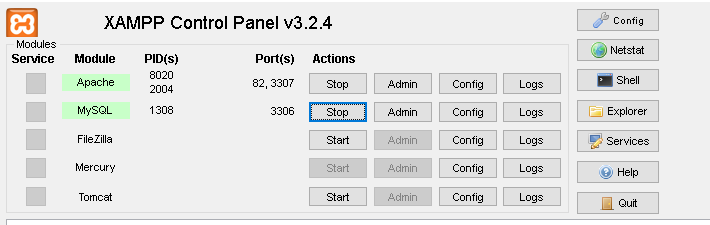 XAMPP Control Panel v3.2.4
Modules
Service Module PID(s) Port(s) Actions
Apache 8020 2004 82, 3307 Stop Admin Config Logs
MySQL 1308 3306 Stop Admin Config Logs
FileZilla Start Admin Config Logs
Mercury Start Admin Config Logs
Tomcat Start Admin Config Logs
Config
Netstat
Shell
Explorer
Services
Help
Quit